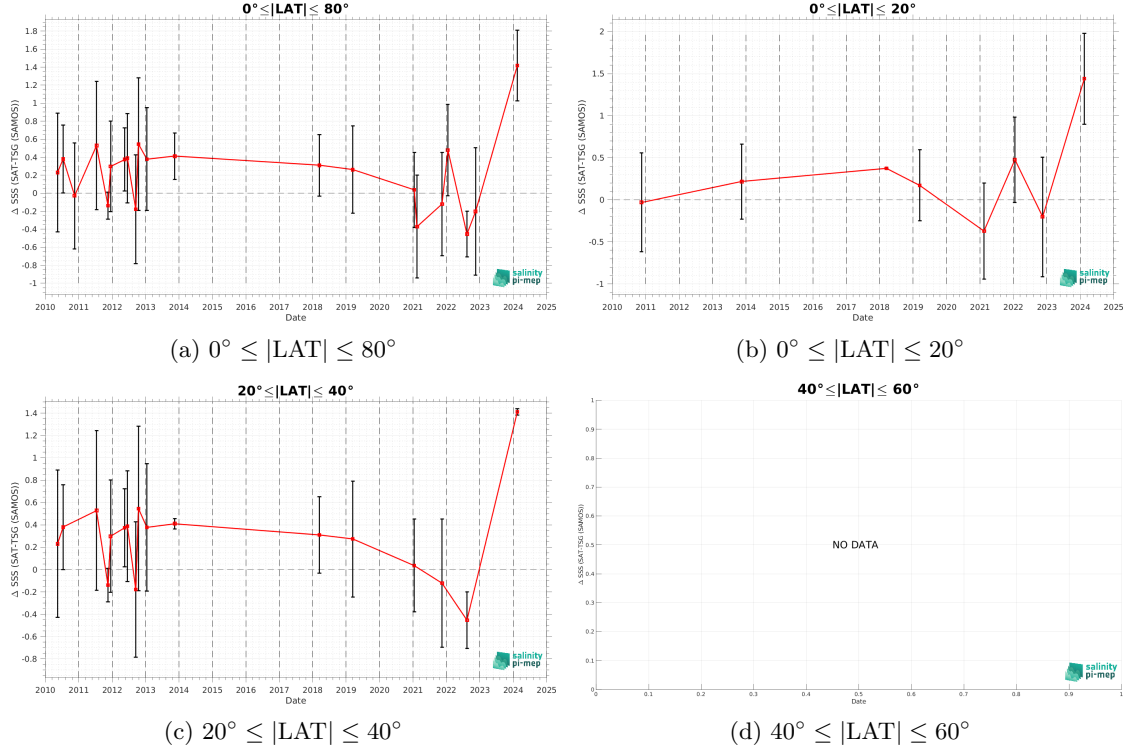 0°≤|LAT|≤ 80°
1.8
1.6
1.4
1.2
1
0.8
0.6
0.4
0.2
0
-0.2
-0.4
-0.6
-0.8
-1
Δ SSS (SAT-TSG (SAMOS))
2010 2011 2012 2013 2014 2015 2016 2017 2018 2019 2020 2021 2022 2023 2024 2025
Date
salinity
pi-mep
(a) 0° ≤ |LAT| ≤ 80°
0°≤|LAT|≤ 20°
2
1.5
1
0.5
0
-0.5
-1
Δ SSS (SAT-TSG (SAMOS))
2010 2011 2012 2013 2014 2015 2016 2017 2018 2019 2020 2021 2022 2023 2024 2025
Date
salinity
pi-mep
(b) 0° ≤ |LAT| ≤ 20°
20°≤|LAT|≤ 40°
1.4
1.2
1
0.8
0.6
0.4
0.2
0
-0.2
-0.4
-0.6
-0.8
Δ SSS (SAT-TSG (SAMOS))
2010 2011 2012 2013 2014 2015 2016 2017 2018 2019 2020 2021 2022 2023 2024 2025
Date
salinity
pi-mep
(c) 20° ≤ |LAT| ≤ 40°
40°≤|LAT|≤ 60°
1
0.9
0.8
0.7
0.6
0.5
0.4
0.3
0.2
0.1
0
Δ SSS (SAT-TSG (SAMOS))
NO DATA
0 0.1 0.2 0.3 0.4 0.5 0.6 0.7 0.8 0.9 1
Date
salinity
pi-mep
(d) 40° ≤ |LAT| ≤ 60°